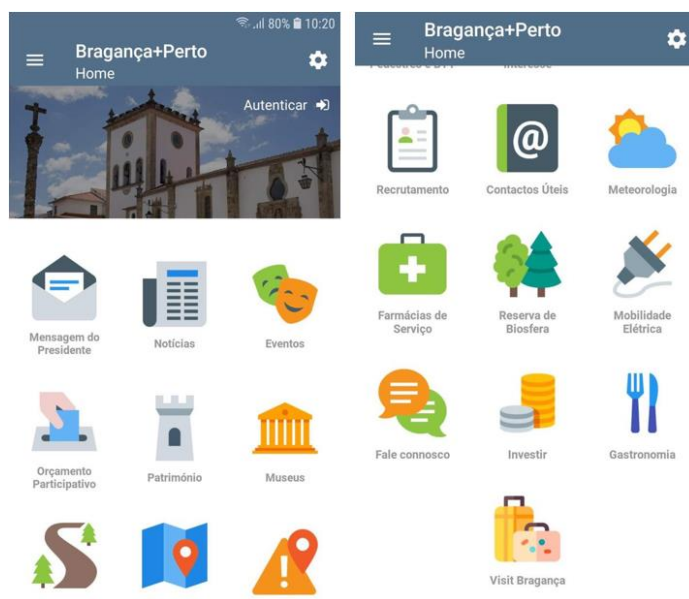 80% 10:20
Bragança+Perto
Home
Autenticar
Mensagem do
Presidente
Notícias
Eventos
Orçamento
Participativo
Património
Museus
Bragança+Perto
Home
Recrutamento
@
Contactos Úteis
Meteorologia
Farmácias de
Serviço
Reserva de
Biosfera
Mobilidade
Elétrica
Fale connosco
Investir
Gastronomia
Visit Bragança